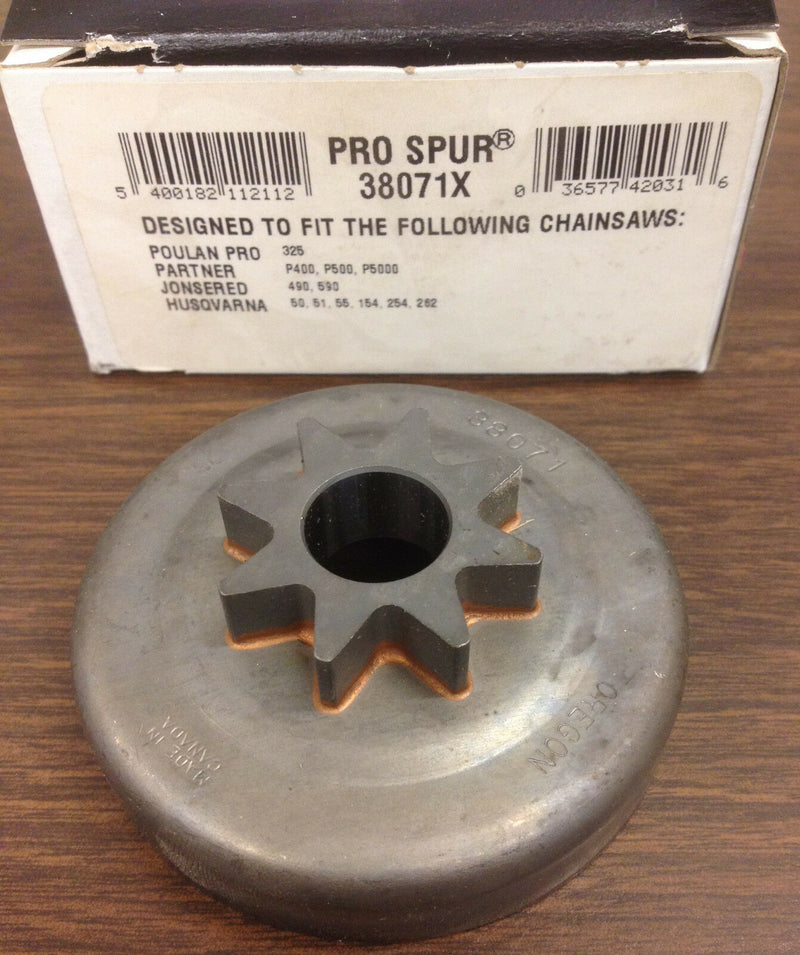 PRO SPUR®
38071X
5 400182 112112
0 36577 42031 6
DESIGNED TO FIT THE FOLLOWING CHAINSAWS:
POULAN PRO 325
PARTNER P400, P500, P5000
JONSERED 490, 590
HUSQVARNA 50, 51, 55, 154, 254, 262
38071
OREGON
MADE IN
CANADA